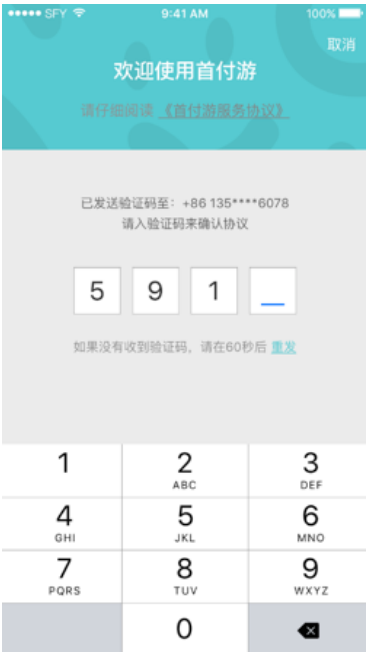 SFY 9:41 AM 100%
取消
欢迎使用首付游
请仔细阅读 《首付游服务协议》
已发送验证码至：+86 135****6078
请入验证码来确认协议
5 9 1 _
如果没有收到验证码，请在60秒后 重发
1 2 3
ABC DEF
4 5 6
GHI JKL MNO
7 8 9
PQRS TUV WXYZ
0